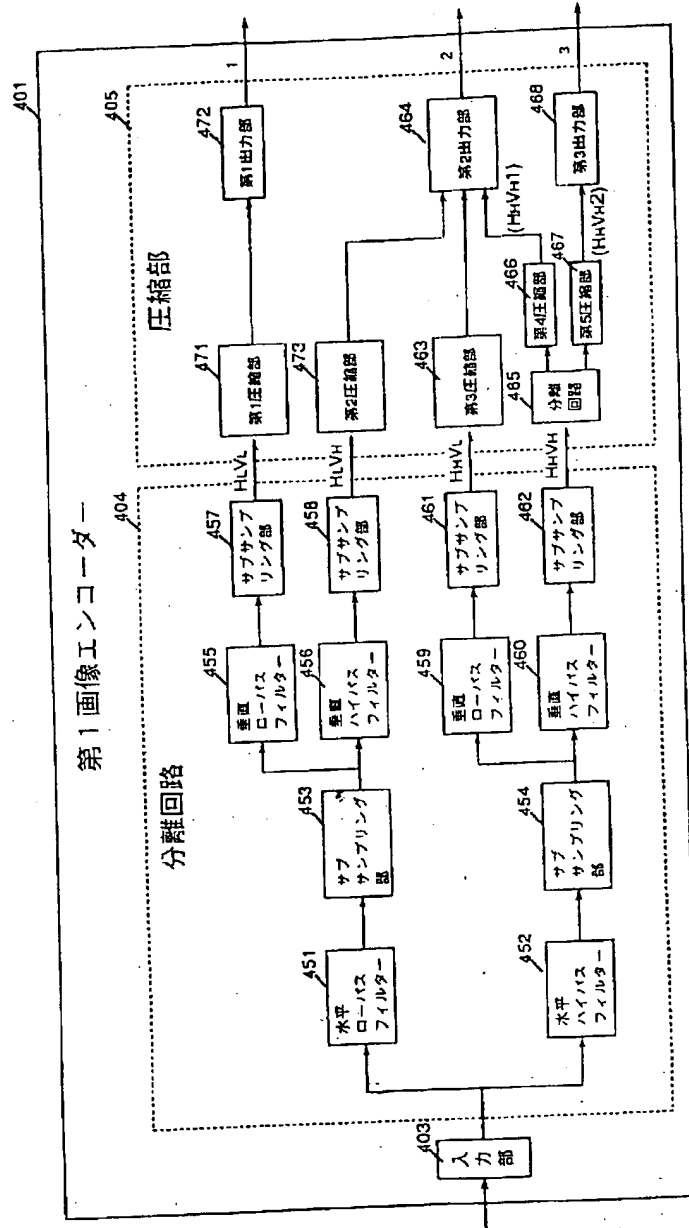 第1画像エンコーダー
401
403
入力部
404
分離回路
451
水平
ローパス
フィルター
452
水平
ハイパス
フィルター
453
サブ
サンプリング
部
454
サブ
サンプリング
部
455
垂直
ローパス
フィルター
456
垂直
ハイパス
フィルター
459
垂直
ローパス
フィルター
460
垂直
ハイパス
フィルター
457
サブサンプ
リング部
458
サブサンプ
リング部
461
サブサンプ
リング部
462
サブサンプ
リング部
HLVL
HLVH
HHVL
HHVH
405
圧縮部
471
第1圧縮部
473
第2圧縮部
463
第3圧縮部
465
分離
回路
466
第4圧縮部
467
第5圧縮部
(HHVH1)
(HHVH2)
472
第1出力部
464
第2出力部
468
第3出力部
1
2
3